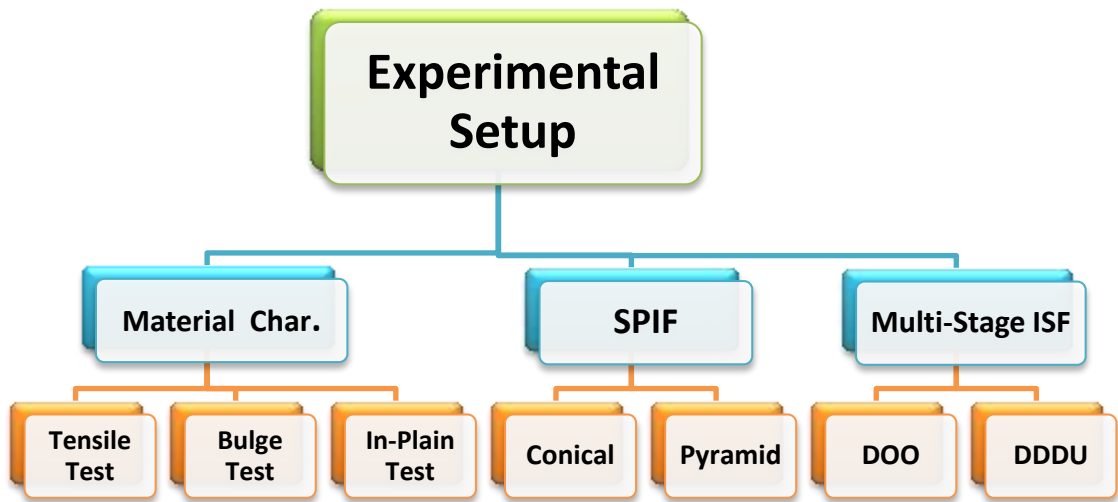 Experimental
Setup
Material Char.
SPIF
Multi-Stage ISF
Tensile
Test
Bulge
Test
In-Plain
Test
Conical
Pyramid
DOO
DDDU